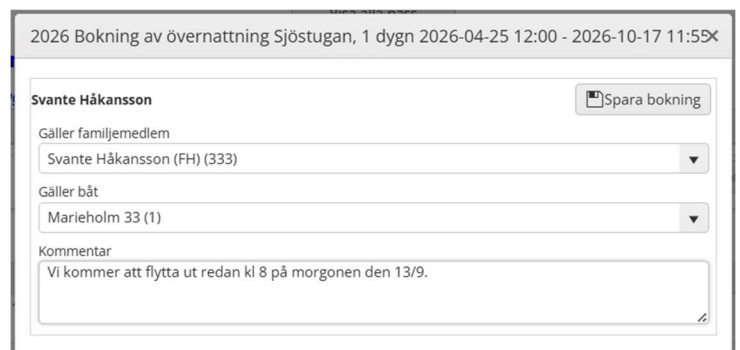 2026 Bokning av övernattning Sjöstugan, 1 dygn 2026-04-25 12:00 - 2026-10-17 11:55
Svante Håkansson
Spara bokning
Gäller familjemedlem
Svante Håkansson (FH) (333)
Gäller båt
Marieholm 33 (1)
Kommentar
Vi kommer att flytta ut redan kl 8 på morgonen den 13/9.